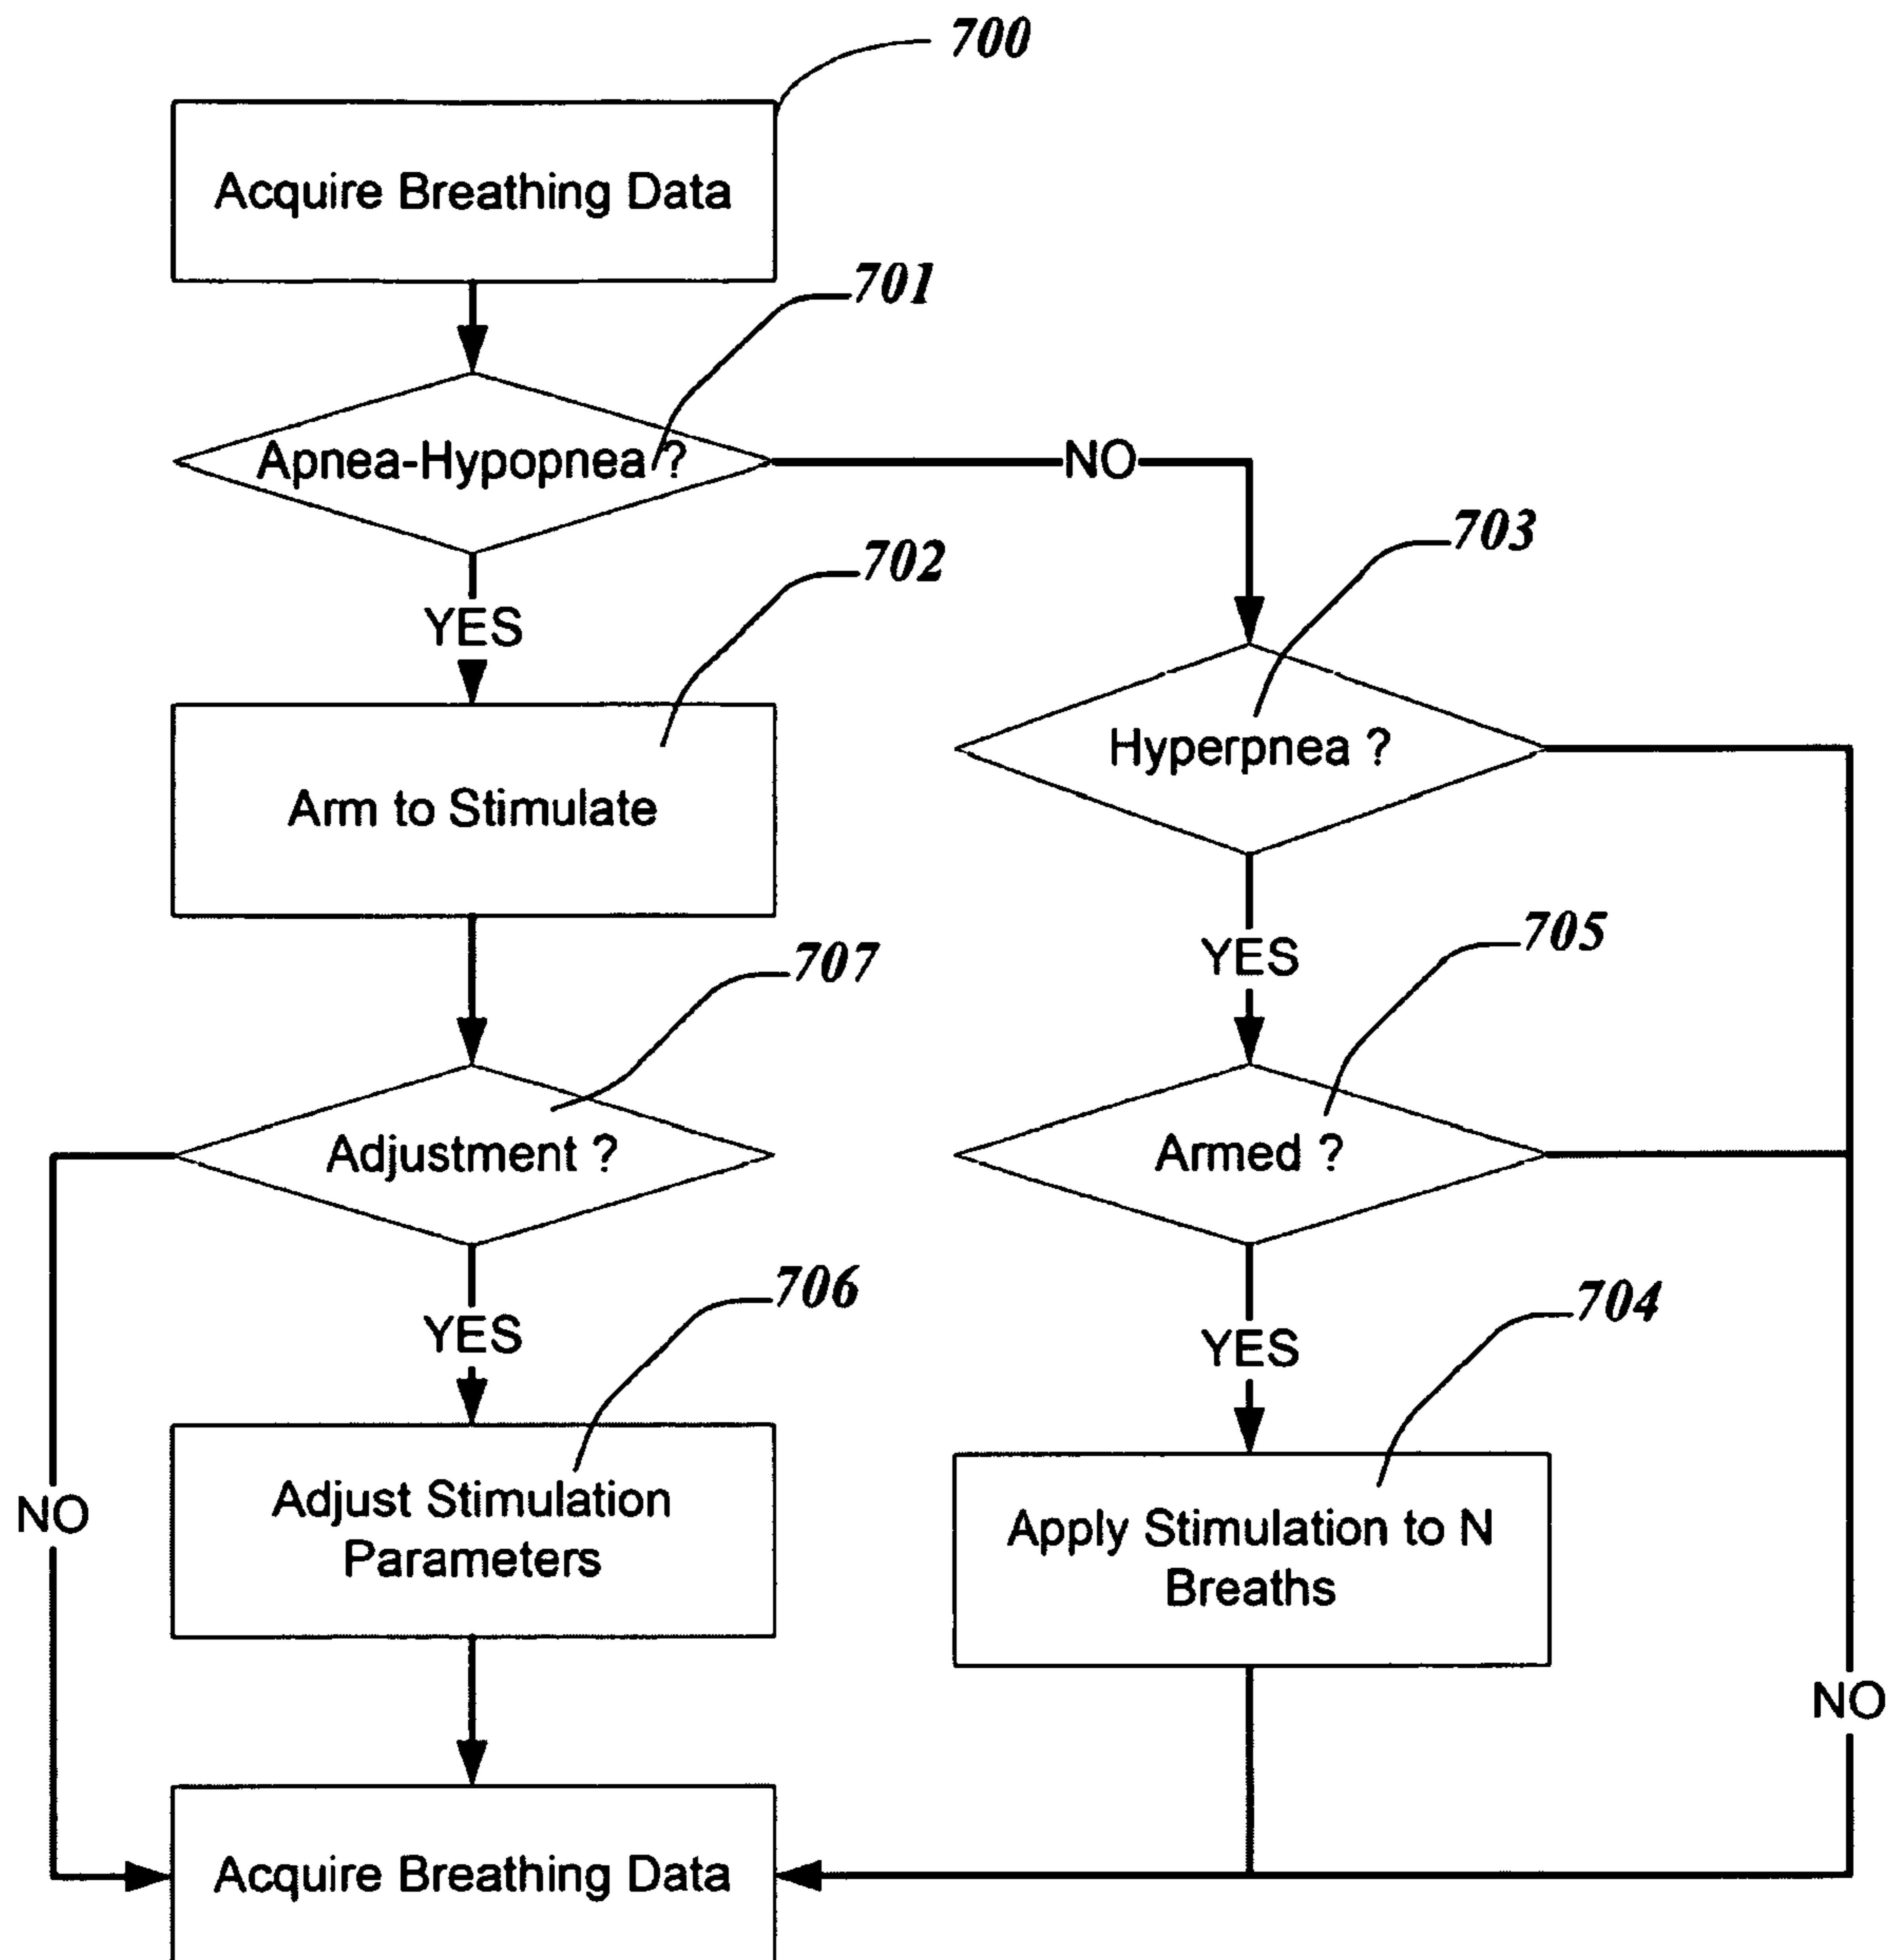 700
Acquire Breathing Data
701
Apnea-Hypopnea ?
NO
703
702
YES
Hyperpnea ?
Arm to Stimulate
705
YES
707
Adjustment ?
Armed ?
706
704
YES
YES
Adjust Stimulation
Parameters
NO
Apply Stimulation to N
Breaths
NO
Acquire Breathing Data